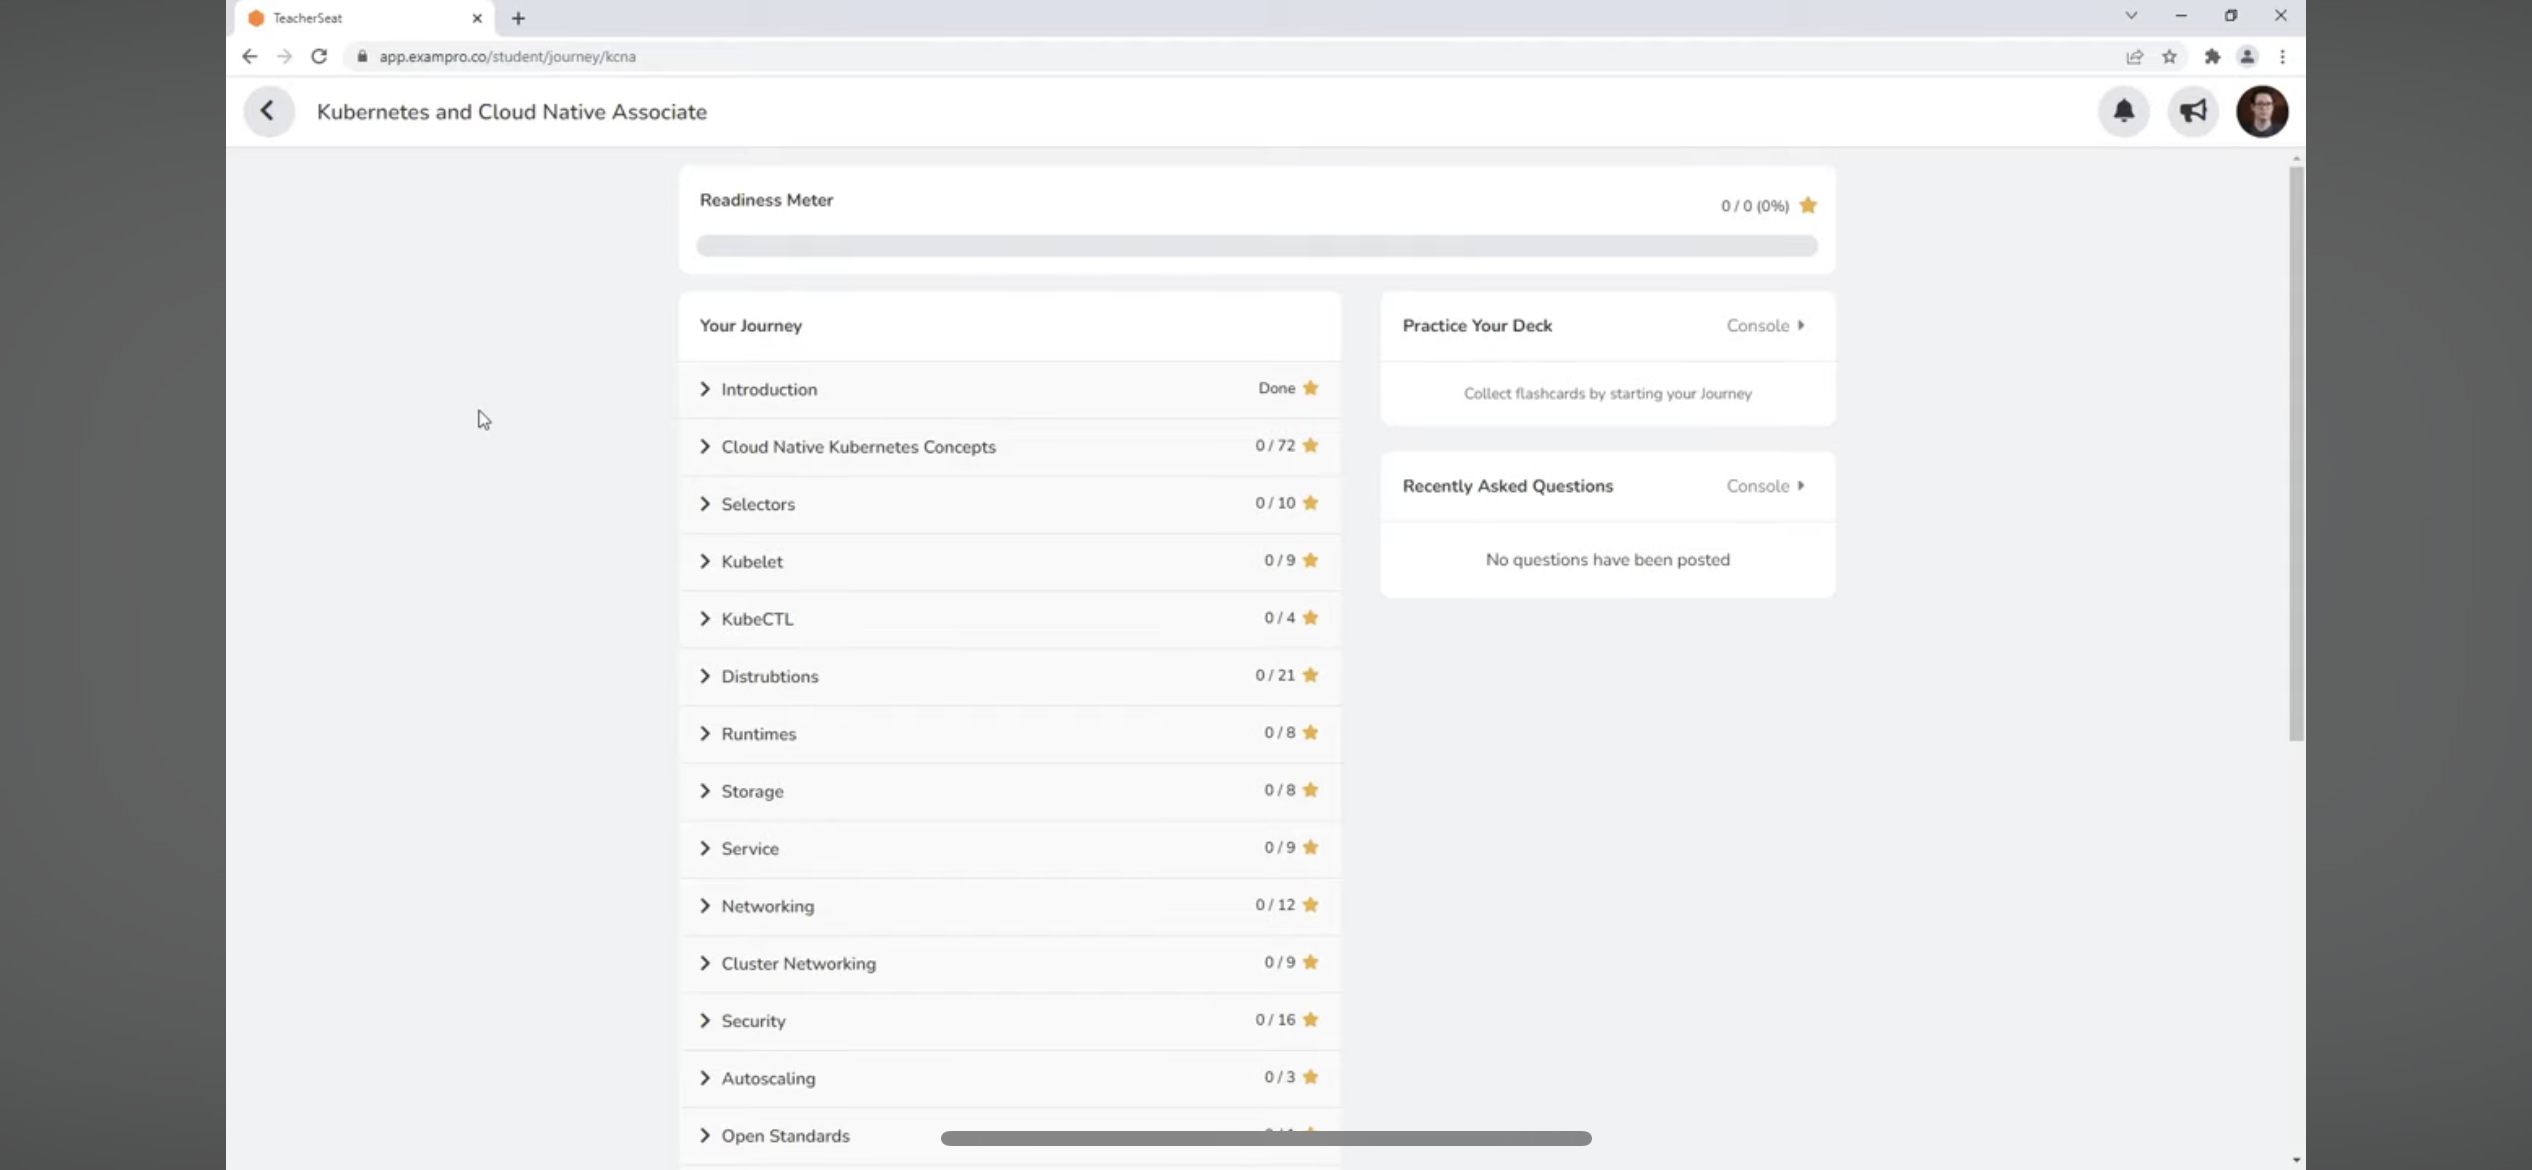 TeacherSeat
app.exampro.co/student/journey/kcna
Kubernetes and Cloud Native Associate
Readiness Meter
0 / 0 (0%)
Your Journey
Introduction Done
Cloud Native Kubernetes Concepts 0 / 72
Selectors 0 / 10
Kubelet 0 / 9
KubeCTL 0 / 4
Distrubtions 0 / 21
Runtimes 0 / 8
Storage 0 / 8
Service 0 / 9
Networking 0 / 12
Cluster Networking 0 / 9
Security 0 / 16
Autoscaling 0 / 3
Open Standards
Practice Your Deck Console
Collect flashcards by starting your Journey
Recently Asked Questions Console
No questions have been posted